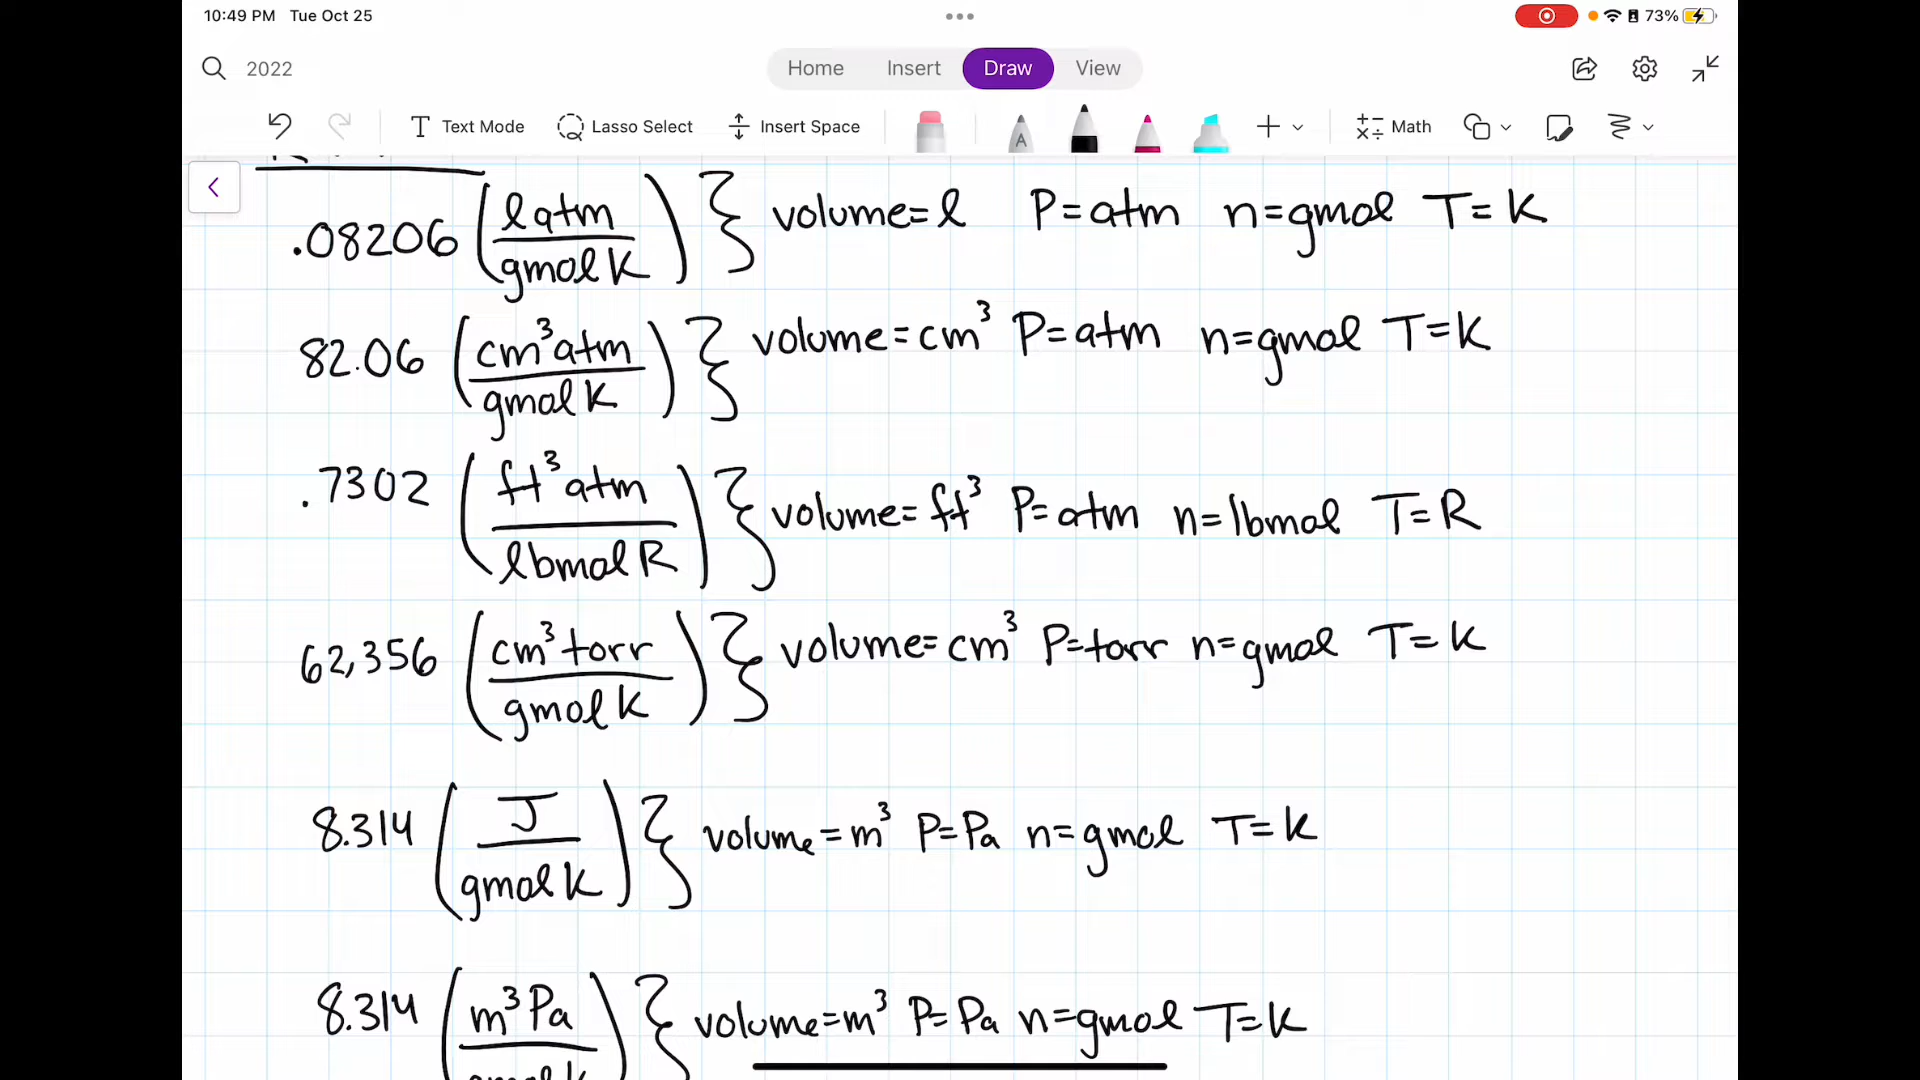 10:49 PM Tue Oct 25
73%
2022
Home Insert Draw View
Text Mode Lasso Select Insert Space A Math
.08206 (l atm / gmol K) } volume = l P = atm n = gmol T = K
82.06 (cm³ atm / gmol K) } volume = cm³ P = atm n = gmol T = K
.7302 (ft³ atm / lbmol R) } volume = ft³ P = atm n = lbmol T = R
62,356 (cm³ torr / gmol K) } volume = cm³ P = torr n = gmol T = K
8.314 (J / gmol K) } volume = m³ P = Pa n = gmol T = K
8.314 (m³ Pa / gmol K) } volume = m³ P = Pa n = gmol T = K